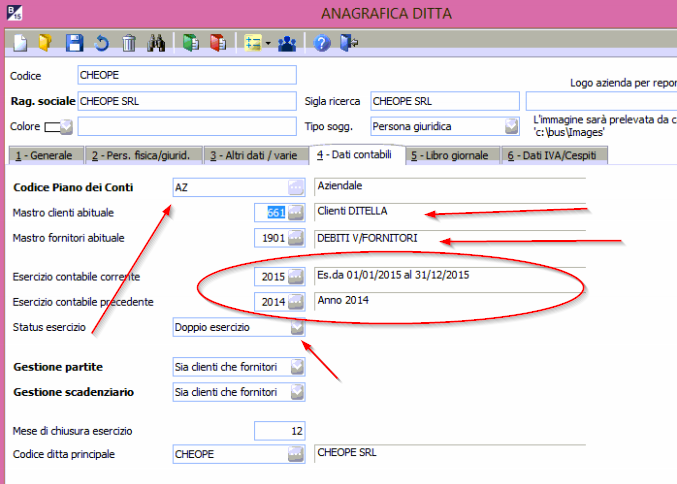 B 15 ANAGRAFICA DITTA
Codice CHEOPE
Logo azienda per repor
Rag. sociale CHEOPE SRL Sigla ricerca CHEOPE SRL
Colore Tipo sogg. Persona giuridica L'immagine sarà prelevata da c
'c:\bus\Images'
1 - Generale 2 - Pers. fisica/giurid. 3 - Altri dati / varie 4 - Dati contabili 5 - Libro giornale 6 - Dati IVA/Cespiti
Codice Piano dei Conti AZ ... Aziendale
Mastro clienti abituale 661 ... Clienti DITELLA
Mastro fornitori abituale 1901 ... DEBITI V/FORNITORI
Esercizio contabile corrente 2015 ... Es.da 01/01/2015 al 31/12/2015
Esercizio contabile precedente 2014 ... Anno 2014
Status esercizio Doppio esercizio
Gestione partite Sia clienti che fornitori
Gestione scadenziario Sia clienti che fornitori
Mese di chiusura esercizio 12
Codice ditta principale CHEOPE ... CHEOPE SRL